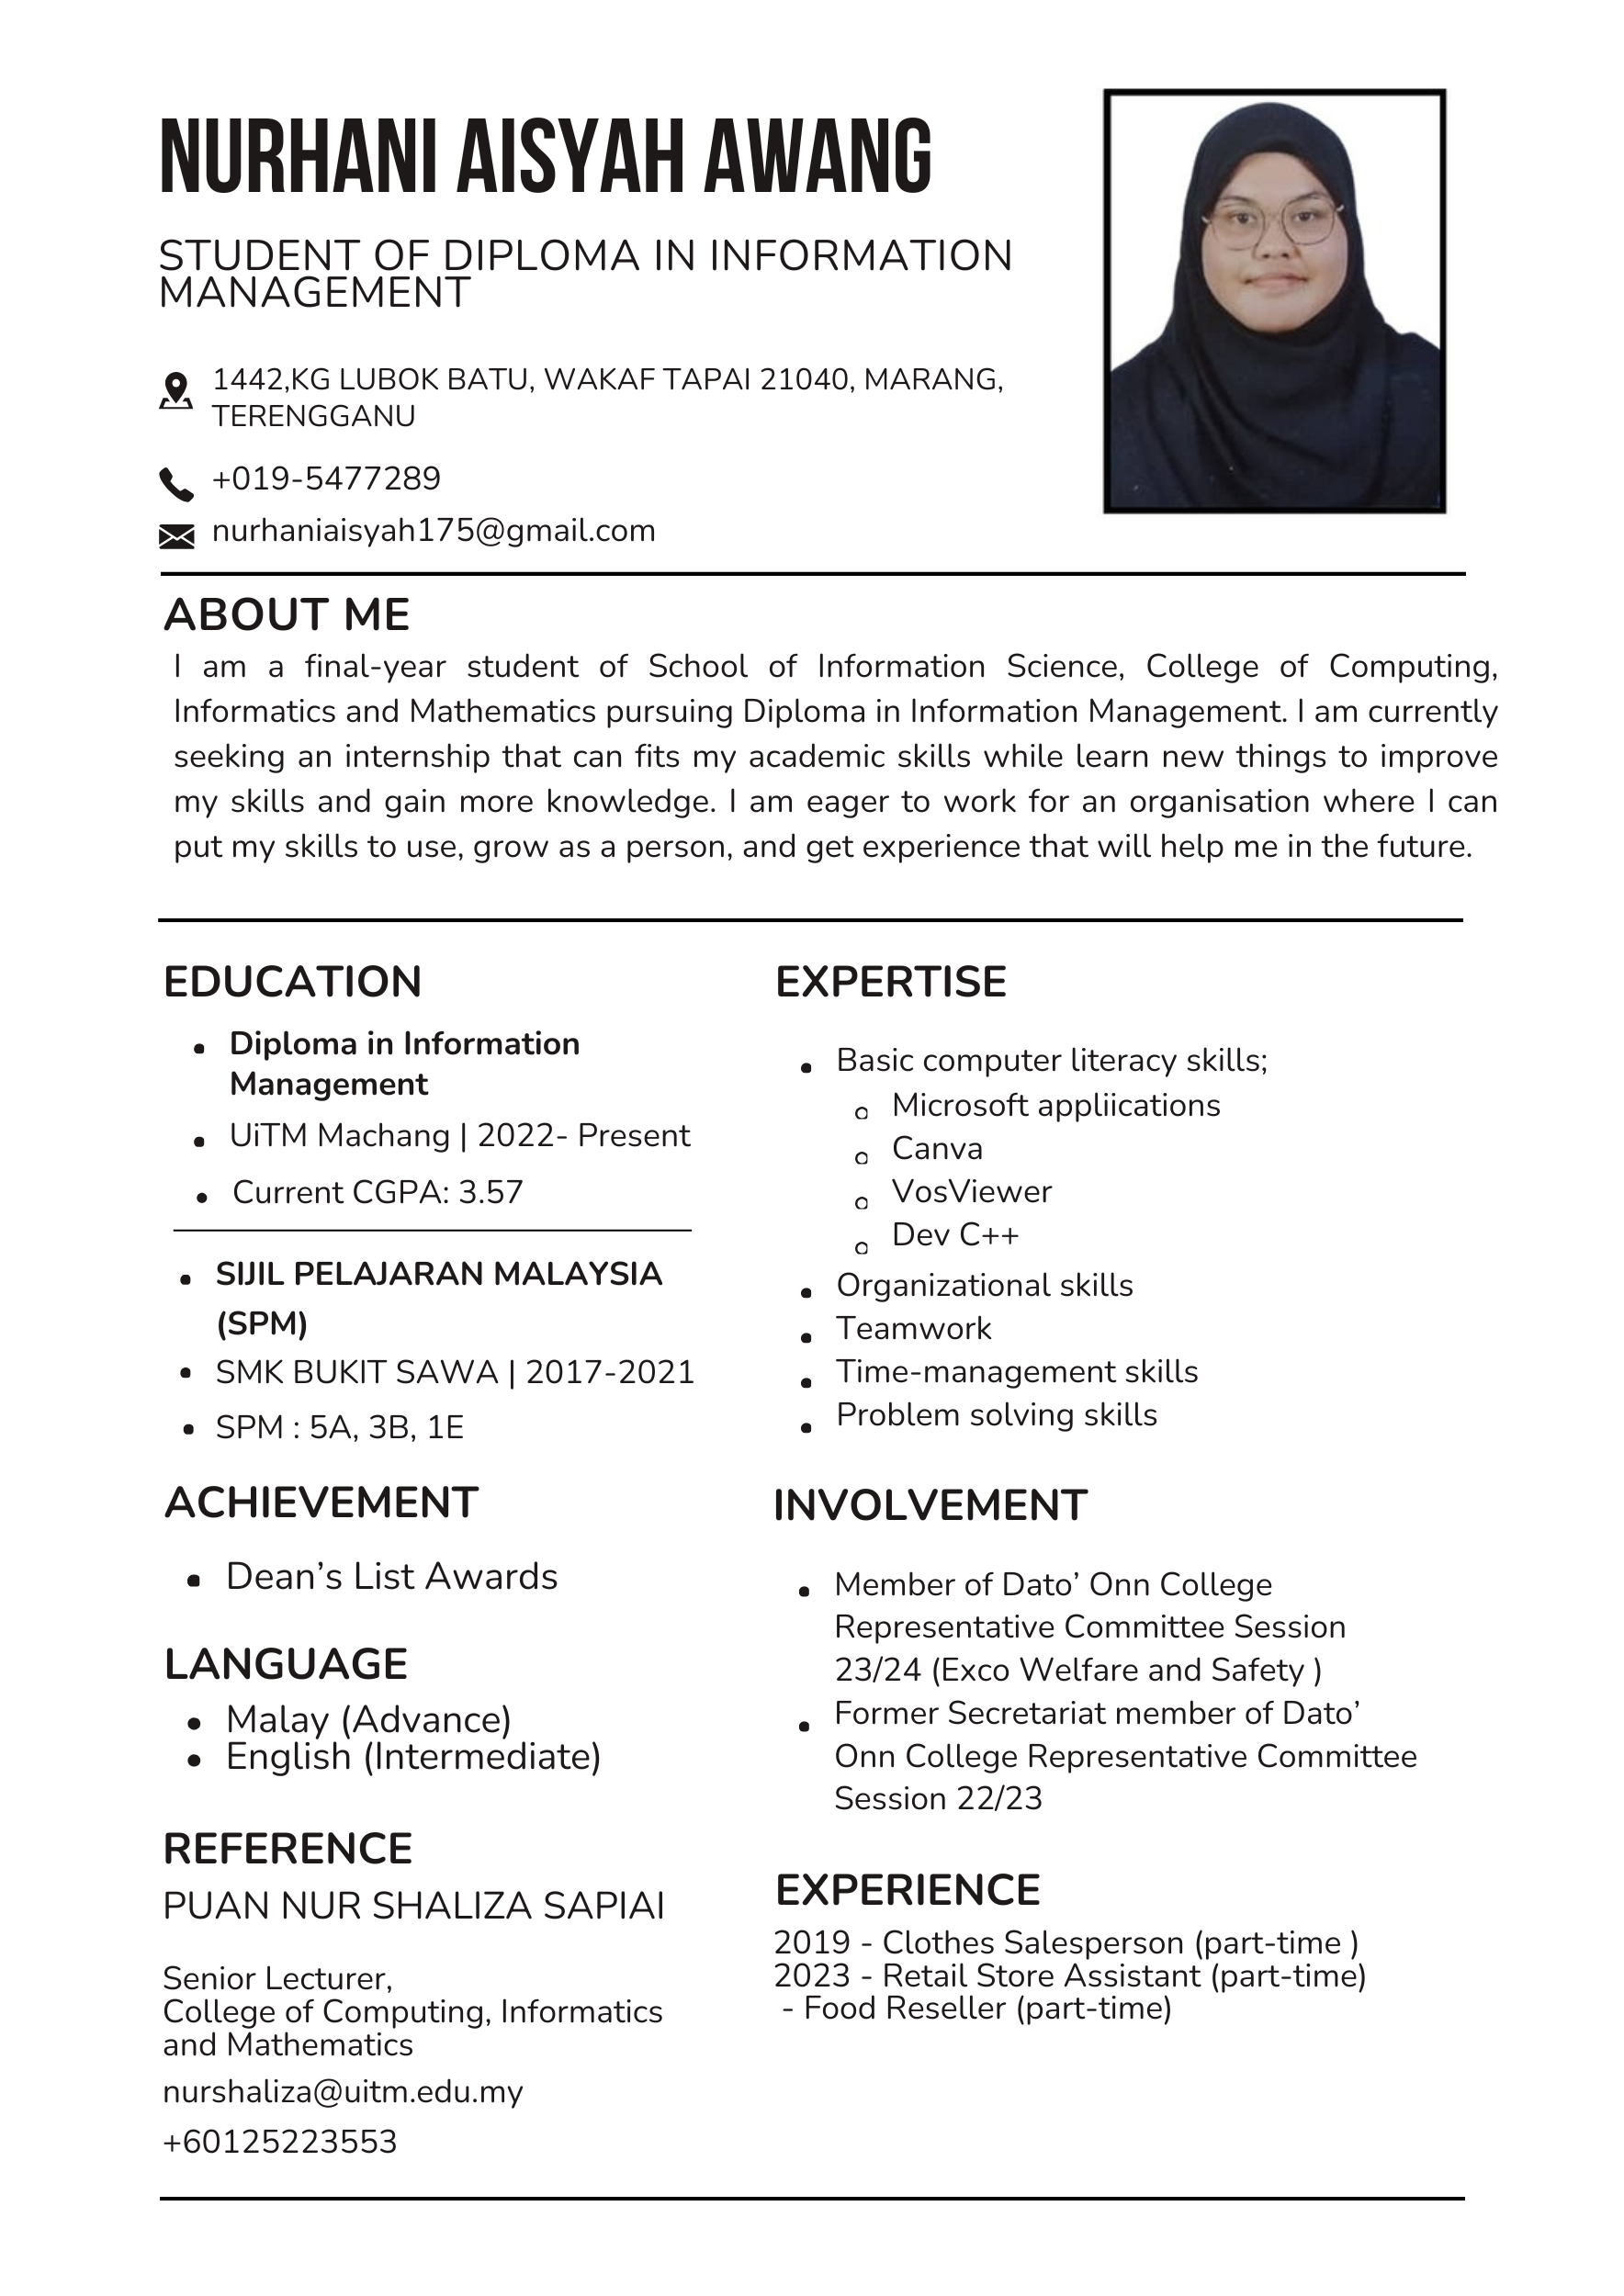 NURHANI AISYAH AWANG
STUDENT OF DIPLOMA IN INFORMATION
MANAGEMENT
1442,KG LUBOK BATU, WAKAF TAPAI 21040, MARANG,
TERENGGANU
+019-5477289
nurhaniaisyah175@gmail.com
ABOUT ME
I am a final-year student of School of Information Science, College of Computing,
Informatics and Mathematics pursuing Diploma in Information Management. I am currently
seeking an internship that can fits my academic skills while learn new things to improve
my skills and gain more knowledge. I am eager to work for an organisation where I can
put my skills to use, grow as a person, and get experience that will help me in the future.
EDUCATION
Diploma in Information
Management
UiTM Machang | 2022- Present
Current CGPA: 3.57
SIJIL PELAJARAN MALAYSIA
(SPM)
SMK BUKIT SAWA | 2017-2021
SPM : 5A, 3B, 1E
ACHIEVEMENT
Dean’s List Awards
LANGUAGE
Malay (Advance)
English (Intermediate)
REFERENCE
PUAN NUR SHALIZA SAPIAI
Senior Lecturer,
College of Computing, Informatics
and Mathematics
nurshaliza@uitm.edu.my
+60125223553
EXPERTISE
Basic computer literacy skills;
Microsoft appliications
Canva
VosViewer
Dev C++
Organizational skills
Teamwork
Time-management skills
Problem solving skills
INVOLVEMENT
Member of Dato’ Onn College
Representative Committee Session
23/24 (Exco Welfare and Safety )
Former Secretariat member of Dato’
Onn College Representative Committee
Session 22/23
EXPERIENCE
2019 - Clothes Salesperson (part-time )
2023 - Retail Store Assistant (part-time)
- Food Reseller (part-time)